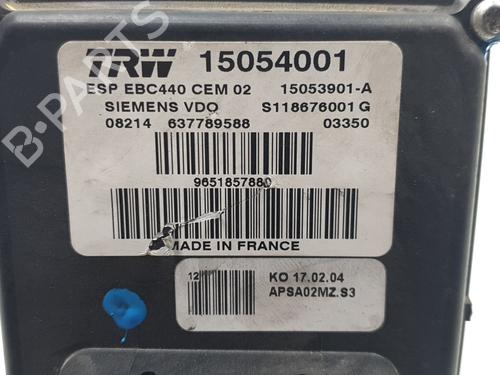 TRW 15054001
ESP EBC440 CEM 02 15053901-A
SIEMENS VDO S118676001 G
08214 637789588 03350
9651857880
MADE IN FRANCE
12
KO 17.02.04
APSA02MZ.S3
B-PARTS